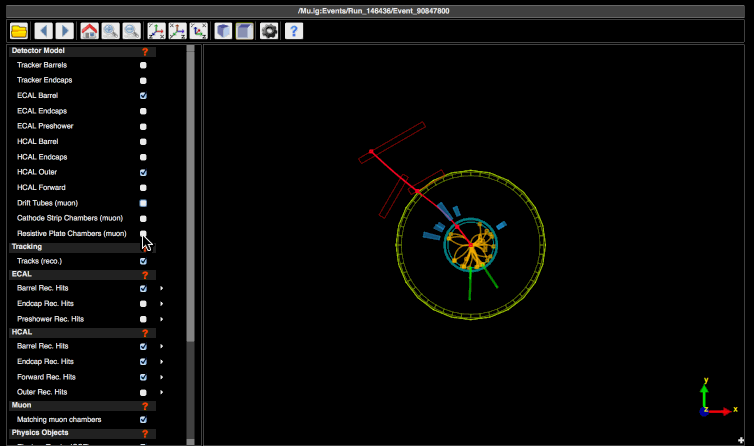 /Mu.ig:Events/Run_146436/Event_90847800
Detector Model ?
Tracker Barrels
Tracker Endcaps
ECAL Barrel
ECAL Endcaps
ECAL Preshower
HCAL Barrel
HCAL Endcaps
HCAL Outer
HCAL Forward
Drift Tubes (muon)
Cathode Strip Chambers (muon)
Resistive Plate Chambers (muon)
Tracking
Tracks (reco.)
ECAL ?
Barrel Rec. Hits
Endcap Rec. Hits
Preshower Rec. Hits
HCAL ?
Barrel Rec. Hits
Endcap Rec. Hits
Forward Rec. Hits
Outer Rec. Hits
Muon ?
Matching muon chambers
Physics Objects ?
y
z
x